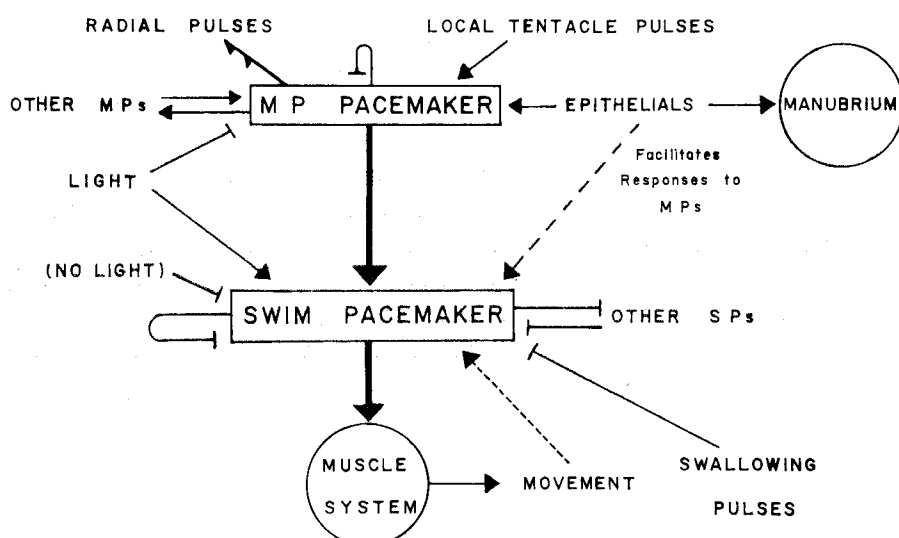 RADIAL PULSES
LOCAL TENTACLE PULSES
OTHER MPs
MP PACEMAKER
EPITHELIALS
MANUBRIUM
Facilitates
Responses to
MPs
LIGHT
(NO LIGHT)
SWIM PACEMAKER
OTHER SPs
MUSCLE
SYSTEM
MOVEMENT
SWALLOWING
PULSES